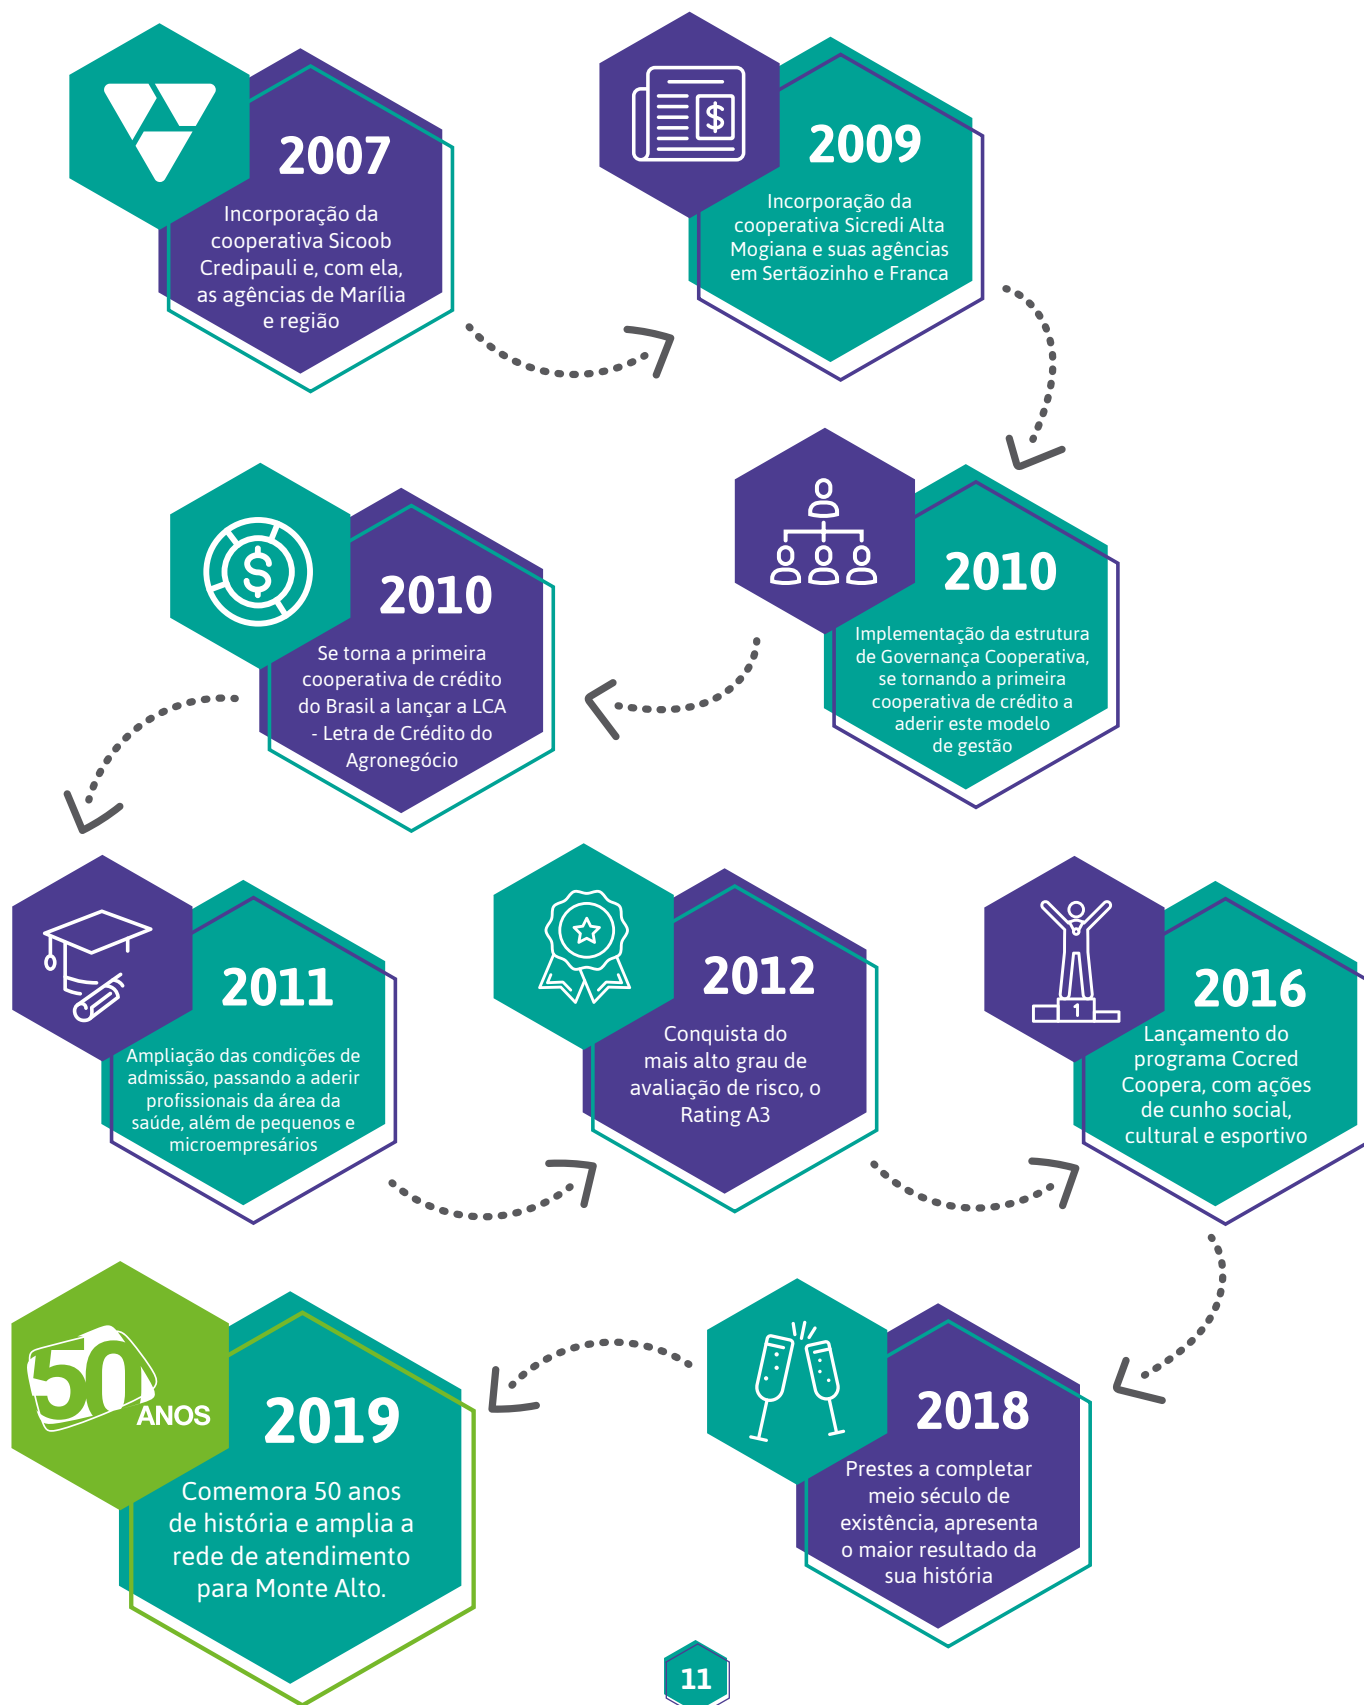 2007
Incorporação da
cooperativa Sicoob
Credipauli e, com ela,
as agências de Marília
e região
$
2009
Incorporação da
cooperativa Sicredi Alta
Mogiana e suas agências
em Sertãozinho e Franca
2010
Implementação da estrutura
de Governança Cooperativa,
se tornando a primeira
cooperativa de crédito a
aderir este modelo
de gestão
$
2010
Se torna a primeira
cooperativa de crédito
do Brasil a lançar a LCA
- Letra de Crédito do
Agronegócio
2011
Ampliação das condições de
admissão, passando a aderir
profissionais da área da
saúde, além de pequenos e
microempresários
2012
Conquista do
mais alto grau de
avaliação de risco, o
Rating A3
1
2016
Lançamento do
programa Cocred
Coopera, com ações
de cunho social,
cultural e esportivo
2018
Prestes a completar
meio século de
existência, apresenta
o maior resultado da
sua história
50
ANOS
2019
Comemora 50 anos
de história e amplia a
rede de atendimento
para Monte Alto.
11